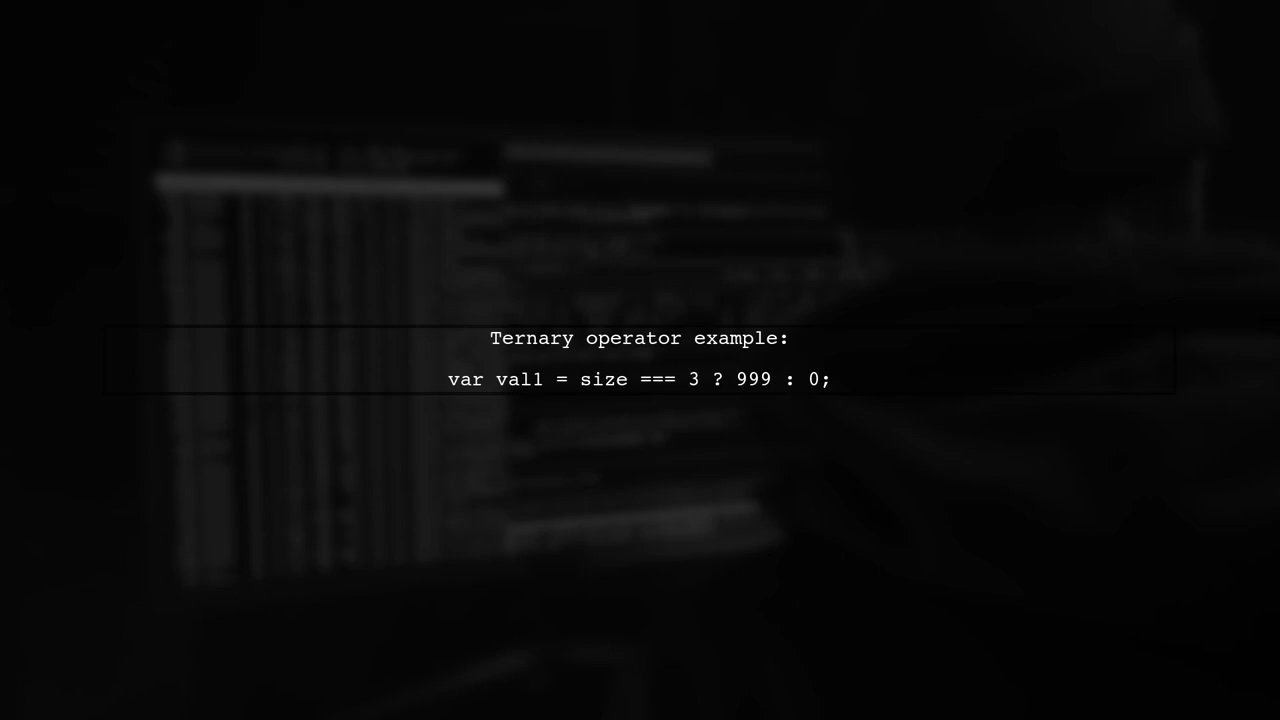 Ternary operator example:
var val1 = size === 3 ? 999 : 0;